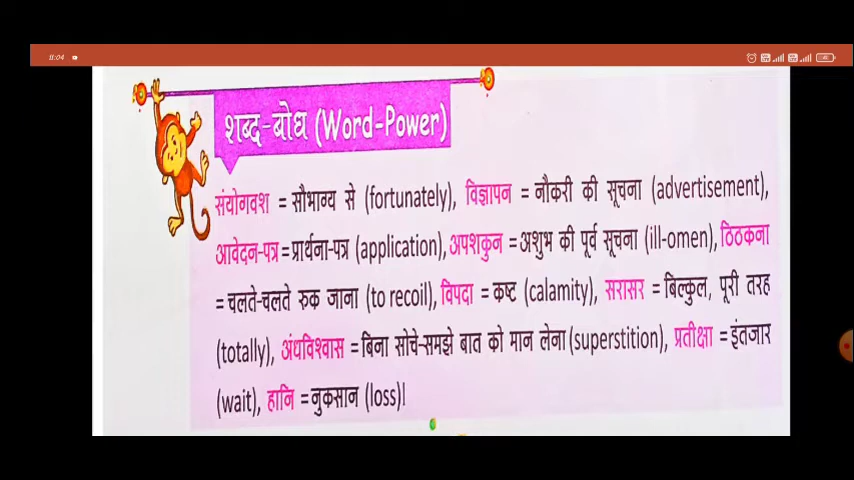 11:04
शब्द-बोध (Word-Power)
संयोगवश = सौभाग्य से (fortunately), विज्ञापन = नौकरी की सूचना (advertisement),
आवेदन-पत्र = प्रार्थना-पत्र (application), अपशकुन = अशुभ की पूर्व सूचना (ill-omen), ठिठकना
= चलते-चलते रुक जाना (to recoil), विपदा = कष्ट (calamity), सरासर = बिल्कुल, पूरी तरह
(totally), अंधविश्वास = बिना सोचे-समझे बात को मान लेना (superstition), प्रतीक्षा = इंतजार
(wait), हानि = नुकसान (loss)।